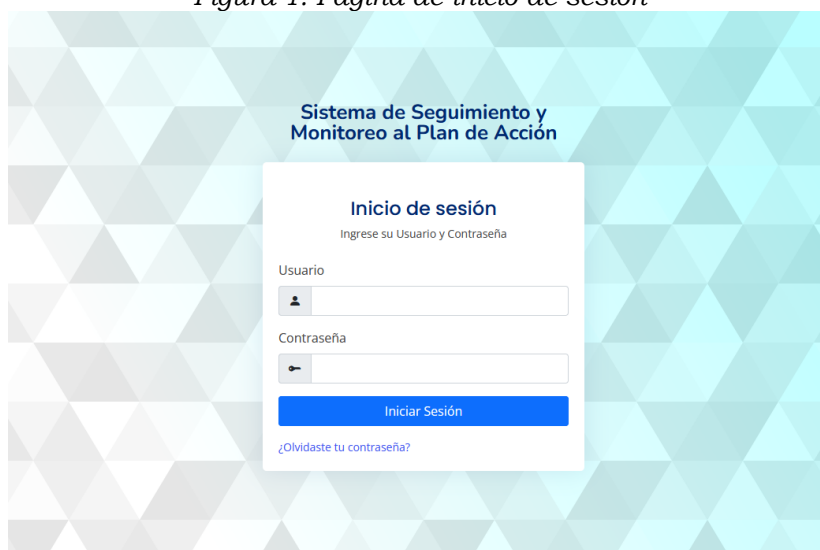 Figura 1. Página de inicio de sesión
Sistema de Seguimiento y
Monitoreo al Plan de Acción
Inicio de sesión
Ingrese su Usuario y Contraseña
Usuario
Contraseña
Iniciar Sesión
¿Olvidaste tu contraseña?